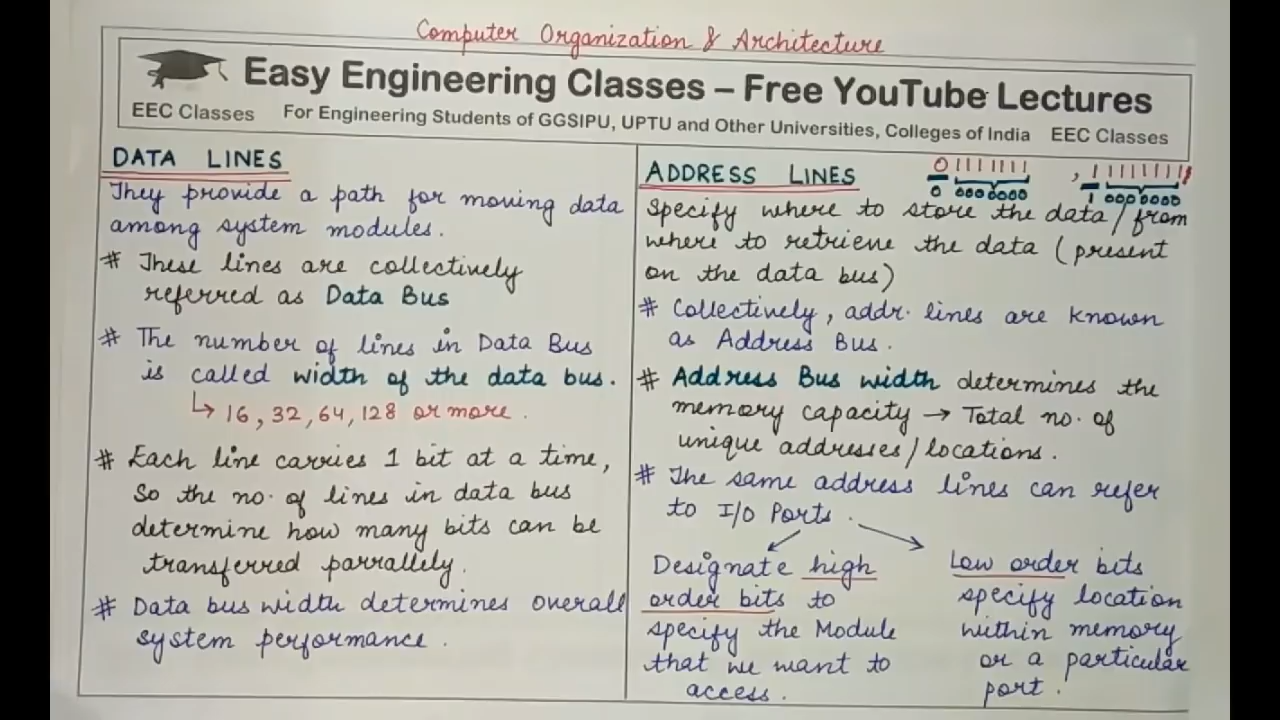 Computer Organization & Architecture
Easy Engineering Classes – Free YouTube Lectures
EEC Classes For Engineering Students of GGSIPU, UPTU and Other Universities, Colleges of India EEC Classes
DATA LINES
They provide a path for moving data
among system modules.
# These lines are collectively
referred as Data Bus
# The number of lines in Data Bus
is called width of the data bus.
↳ 16, 32, 64, 128 or more.
# Each line carries 1 bit at a time,
So the no. of lines in data bus
determine how many bits can be
transferred parrallely.
# Data bus width determines overall
system performance.
ADDRESS LINES
01111111, 11111111
0 0000000 1 0000000
Specify where to store the data/from
where to retrieve the data (present
on the data bus)
# Collectively, addr. lines are known
as Address Bus.
# Address Bus width determines the
memory capacity → Total no. of
unique addresses/locations.
# The same address lines can refer
to I/O Ports.
Designate high
order bits to
specify the Module
that we want to
access.
Low order bits
specify location
within memory
or a particular
port.